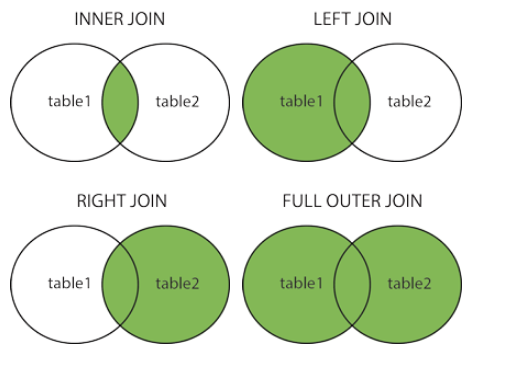 INNER JOIN
LEFT JOIN
table1
table2
table1
table2
RIGHT JOIN
FULL OUTER JOIN
table1
table2
table1
table2